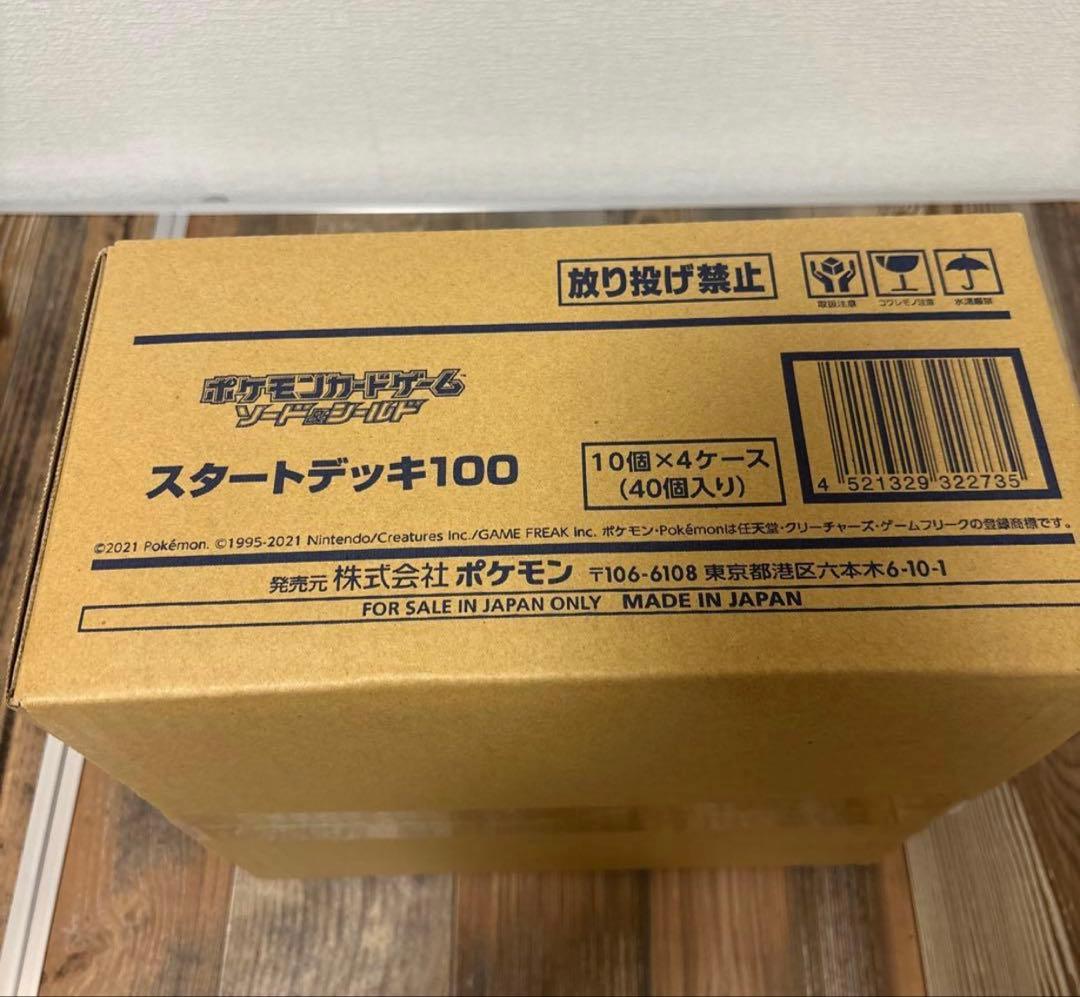 放り投げ禁止
取扱注意 コワレモノ注意 水濡厳禁
ポケモンカードゲーム
ソード&シールド
スタートデッキ100
10個×4ケース
(40個入り)
4 521329 322735
©2021 Pokémon. ©1995-2021 Nintendo/Creatures Inc./GAME FREAK inc. ポケモン・Pokémonは任天堂・クリーチャーズ・ゲームフリークの登録商標です。
発売元 株式会社 ポケモン 〒106-6108 東京都港区六本木6-10-1
FOR SALE IN JAPAN ONLY MADE IN JAPAN